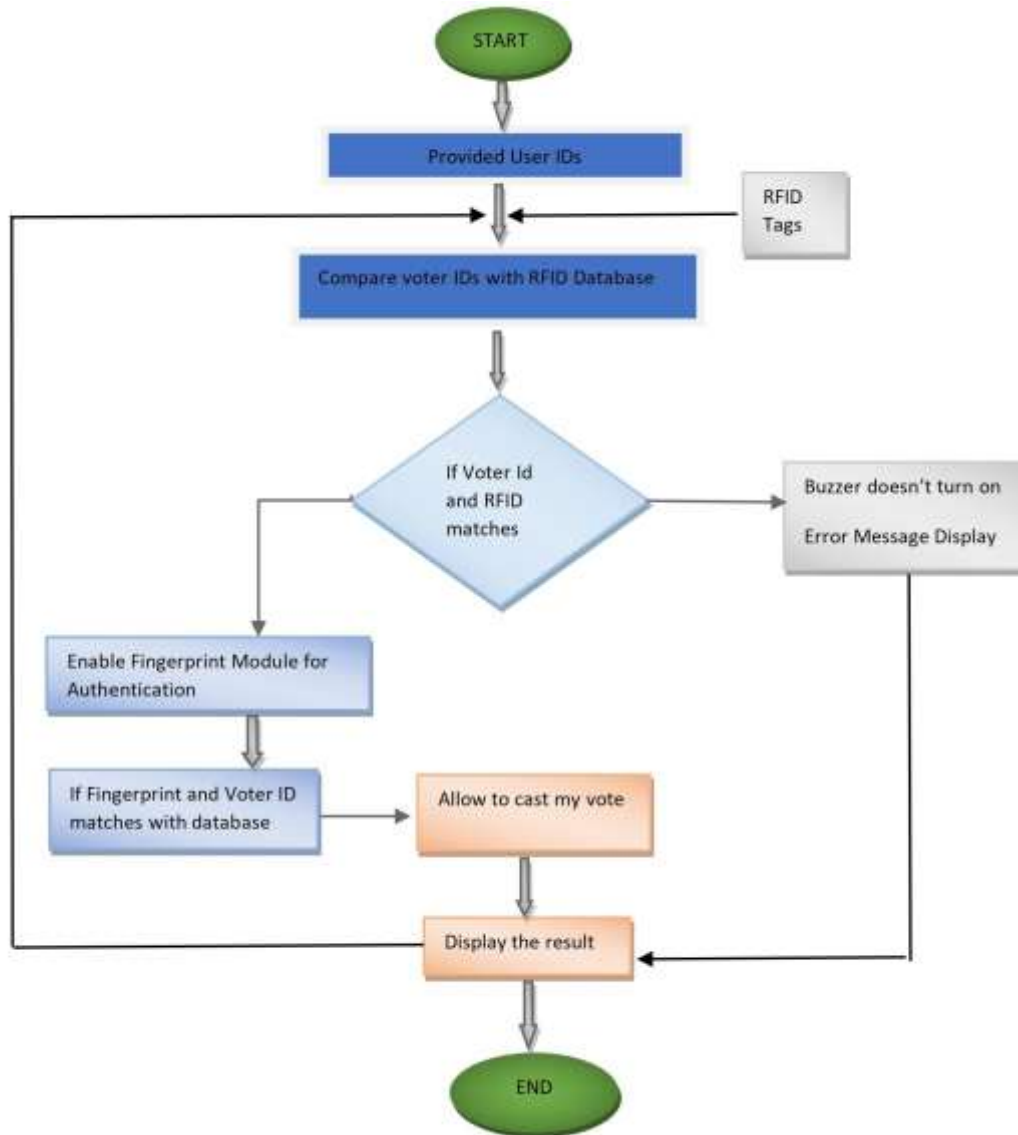 START
Provided User IDs
RFID
Tags
Compare voter IDs with RFID Database
If Voter Id
and RFID
matches
Buzzer doesn't turn on
Error Message Display
Enable Fingerprint Module for
Authentication
If Fingerprint and Voter ID
matches with database
Allow to cast my vote
Display the result
END